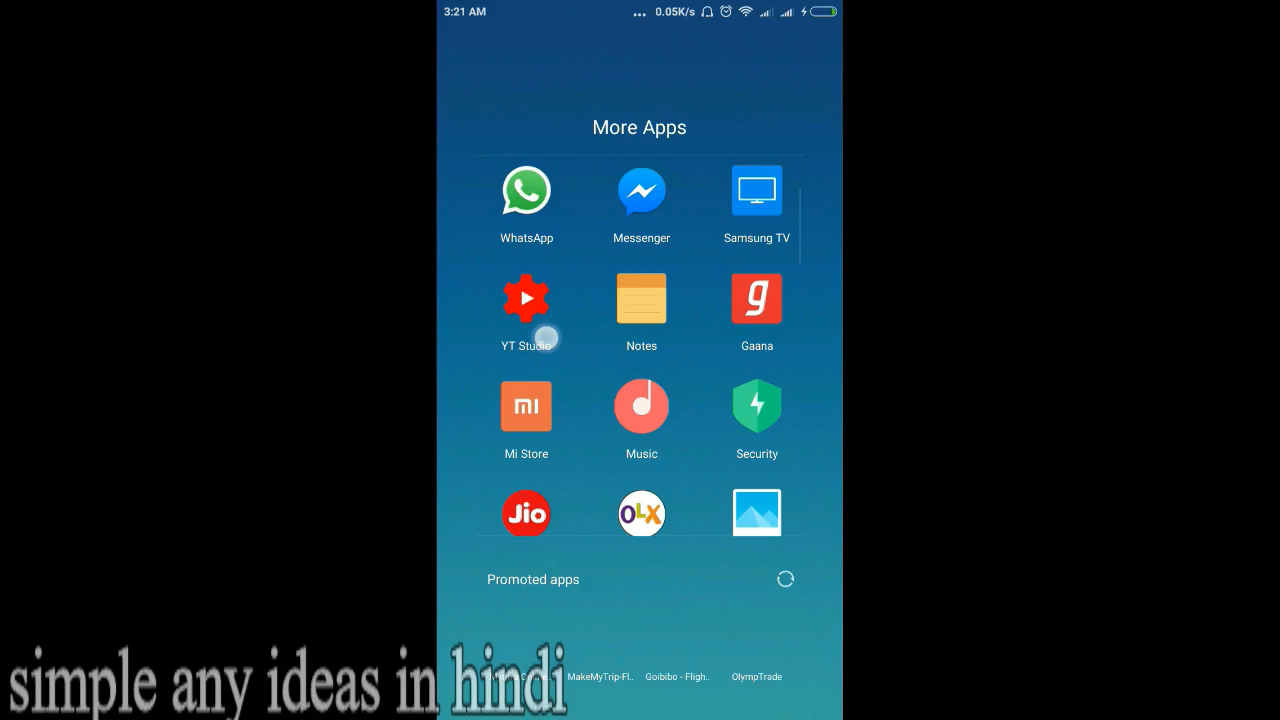 3:21 AM
... 0.05K/s
More Apps
WhatsApp Messenger Samsung TV
YT Studio Notes Gaana
mi
Mi Store Music Security
Jio OLX
Promoted apps
MakeMyTrip-Fl.. Goibibo - Fligh.. OlympTrade
simple any ideas in hindi